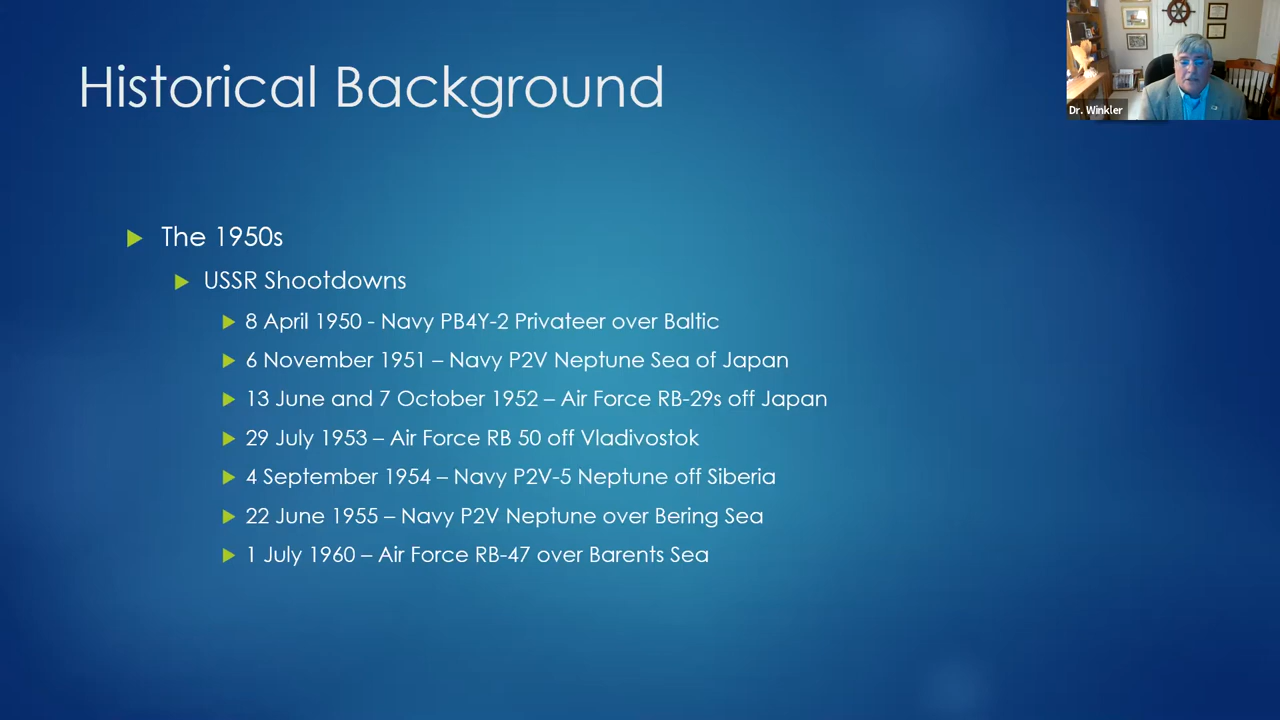 Historical Background
Dr. Winkler
The 1950s
USSR Shootdowns
8 April 1950 - Navy PB4Y-2 Privateer over Baltic
6 November 1951 – Navy P2V Neptune Sea of Japan
13 June and 7 October 1952 – Air Force RB-29s off Japan
29 July 1953 – Air Force RB 50 off Vladivostok
4 September 1954 – Navy P2V-5 Neptune off Siberia
22 June 1955 – Navy P2V Neptune over Bering Sea
1 July 1960 – Air Force RB-47 over Barents Sea